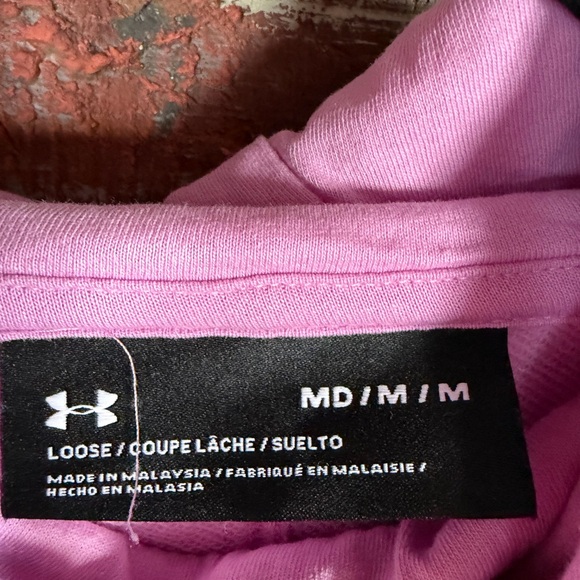 MD / M / M
LOOSE / COUPE LÂCHE / SUELTO
MADE IN MALAYSIA / FABRIQUÉ EN MALAISIE /
HECHO EN MALASIA